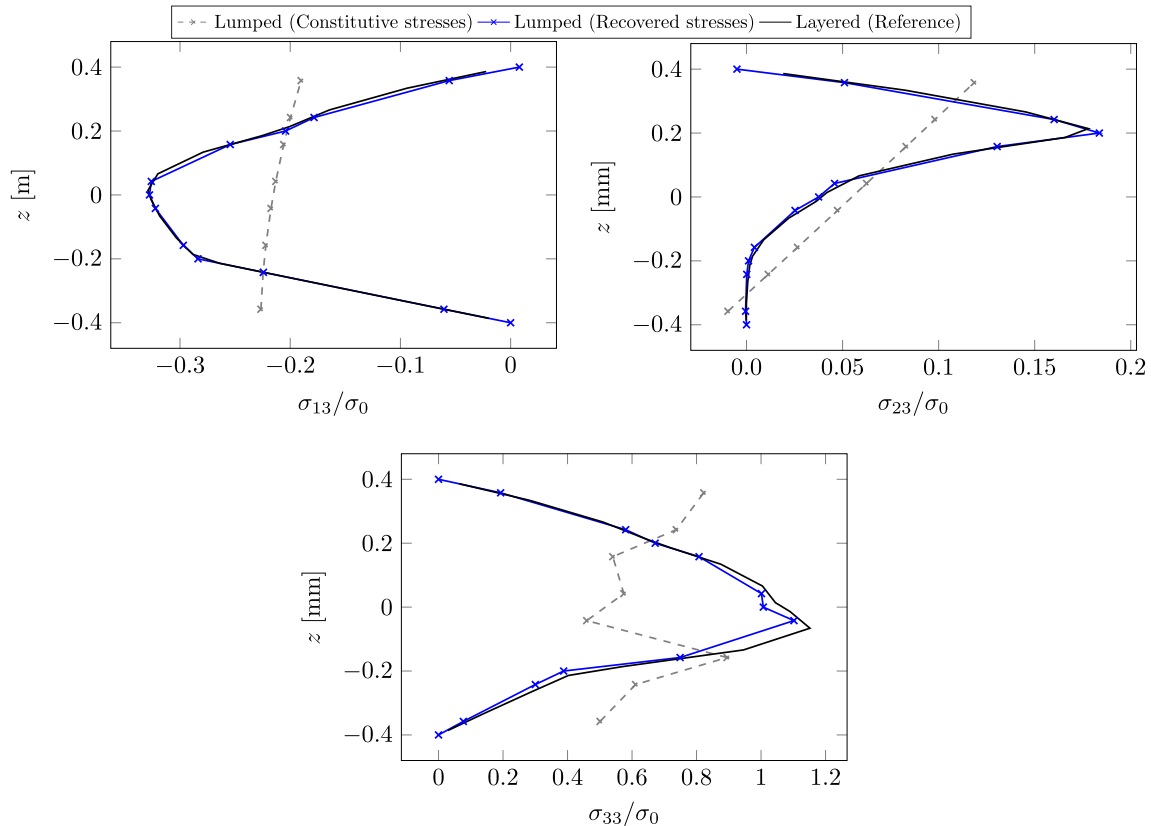 Lumped (Constitutive stresses) Lumped (Recovered stresses) Layered (Reference)
0.4
0.2
0
−0.2
−0.4
z [m]
−0.3 −0.2 −0.1 0
σ13/σ0
0.4
0.2
0
−0.2
−0.4
z [mm]
0.0 0.05 0.1 0.15 0.2
σ23/σ0
0.4
0.2
0
−0.2
−0.4
z [mm]
0 0.2 0.4 0.6 0.8 1 1.2
σ33/σ0